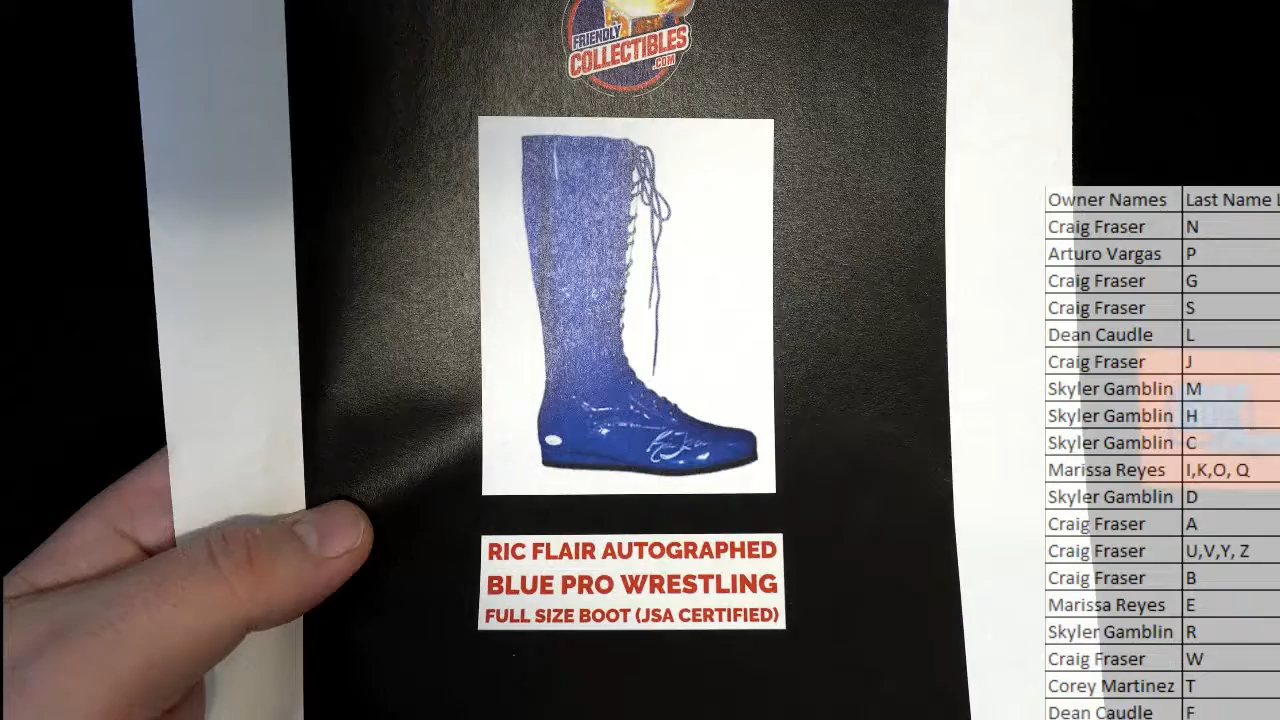 FRIENDLY
COLLECTIBLES
.COM
RIC FLAIR AUTOGRAPHED
BLUE PRO WRESTLING
FULL SIZE BOOT (JSA CERTIFIED)
Owner Names Last Name L
Craig Fraser N
Arturo Vargas P
Craig Fraser G
Craig Fraser S
Dean Caudle L
Craig Fraser J
Skyler Gamblin M
Skyler Gamblin H
Skyler Gamblin C
Marissa Reyes I,K,O, Q
Skyler Gamblin D
Craig Fraser A
Craig Fraser U,V,Y, Z
Craig Fraser B
Marissa Reyes E
Skyler Gamblin R
Craig Fraser W
Corey Martinez T
Dean Caudle F